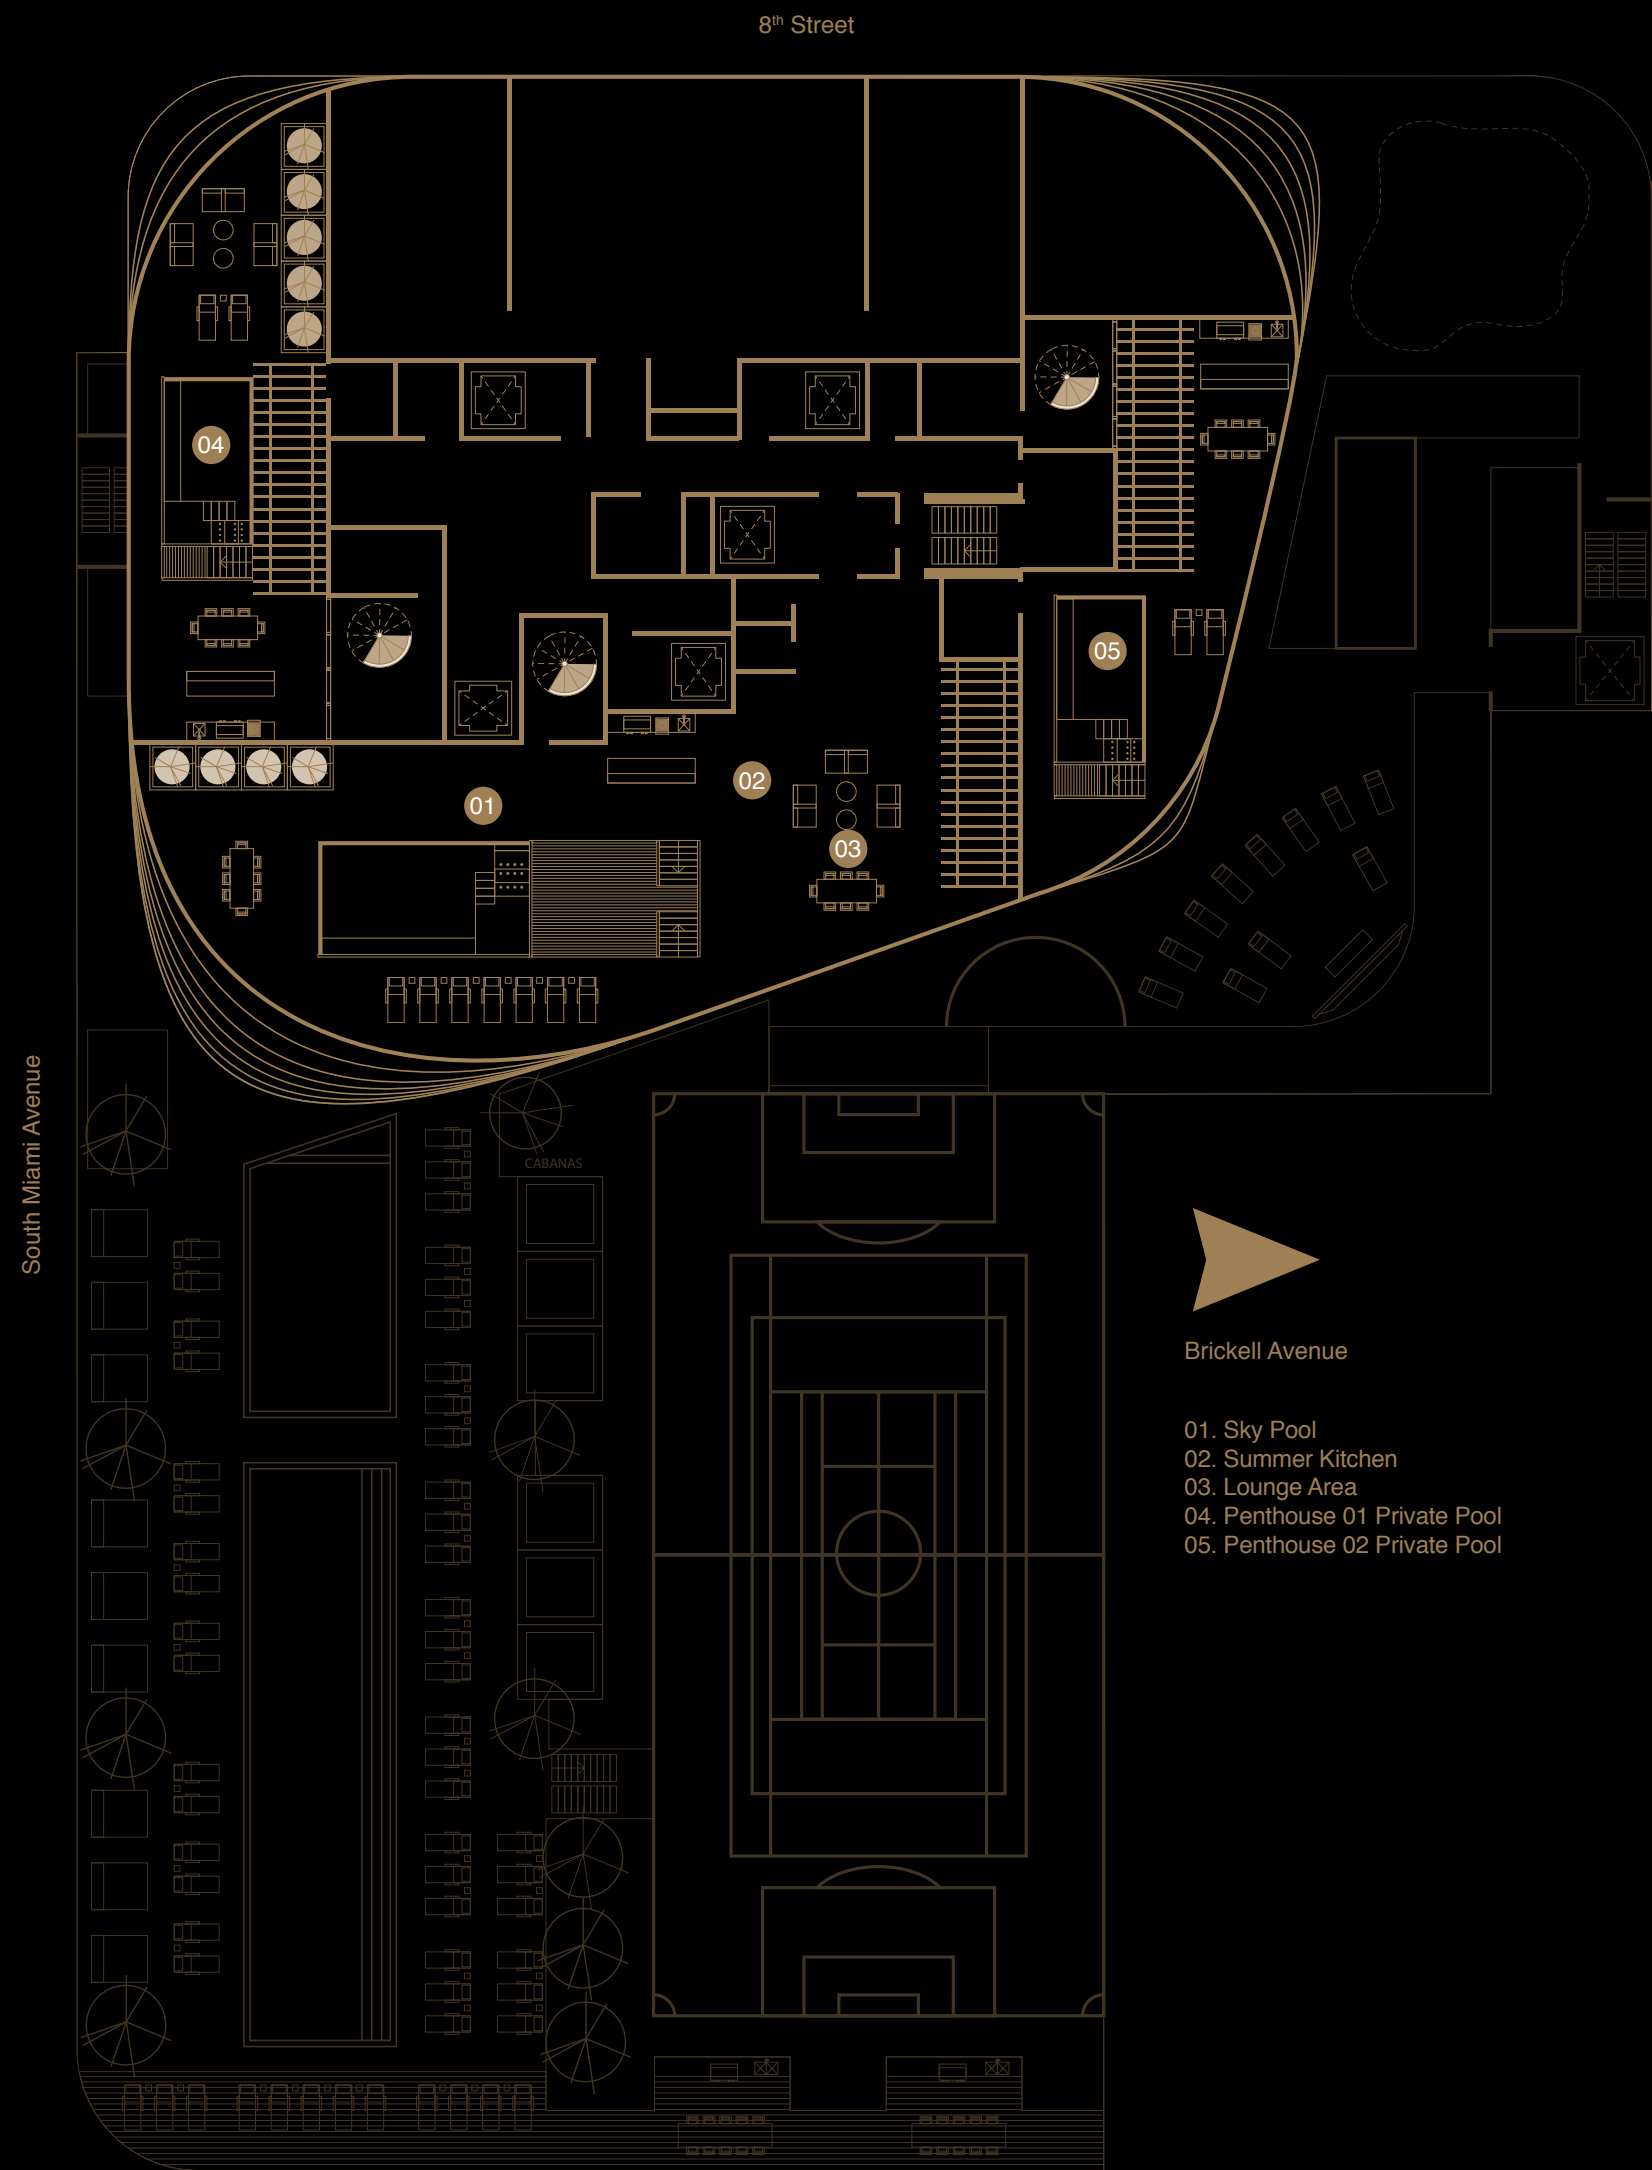 8th Street
04
05
02
01
03
South Miami Avenue
CABANAS
Brickell Avenue
01. Sky Pool
02. Summer Kitchen
03. Lounge Area
04. Penthouse 01 Private Pool
05. Penthouse 02 Private Pool